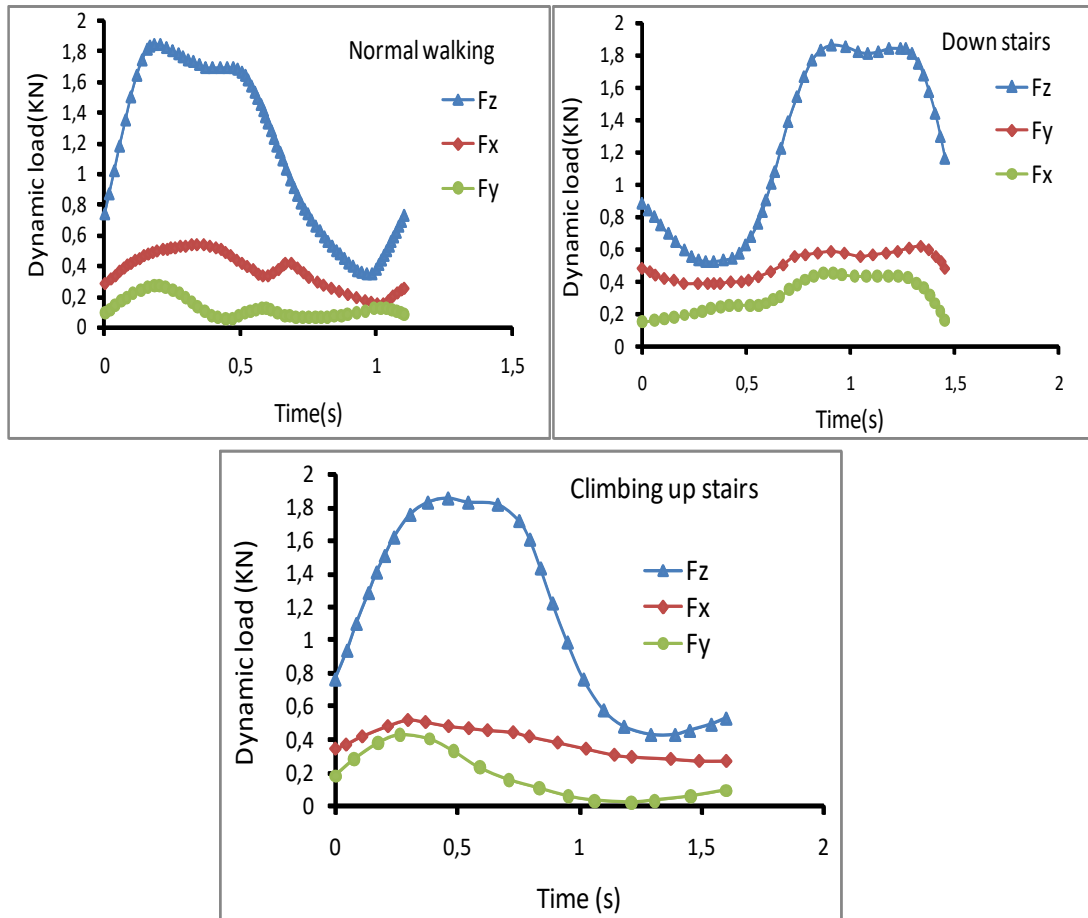 Normal walking
Dynamic load(KN)
2
1,8
1,6
1,4
1,2
1
0,8
0,6
0,4
0,2
0
Fz
Fx
Fy
0 0,5 1 1,5
Time(s)
Down stairs
Dynamic load(KN)
2
1,8
1,6
1,4
1,2
1
0,8
0,6
0,4
0,2
0
Fz
Fy
Fx
0 0,5 1 1,5 2
Time(s)
Climbing up stairs
Dynamic load (KN)
2
1,8
1,6
1,4
1,2
1
0,8
0,6
0,4
0,2
0
Fz
Fx
Fy
0 0,5 1 1,5 2
Time (s)